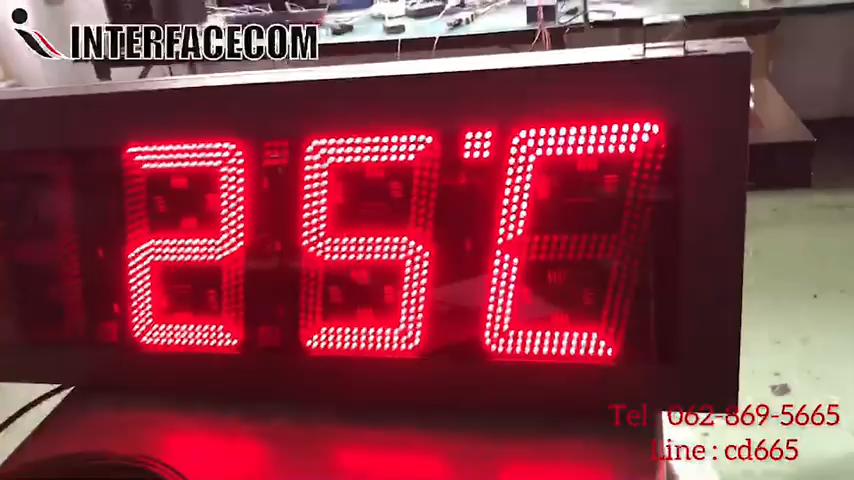 INTERFACECOM
25°C
Tel : 062-869-5665
Line : cd665